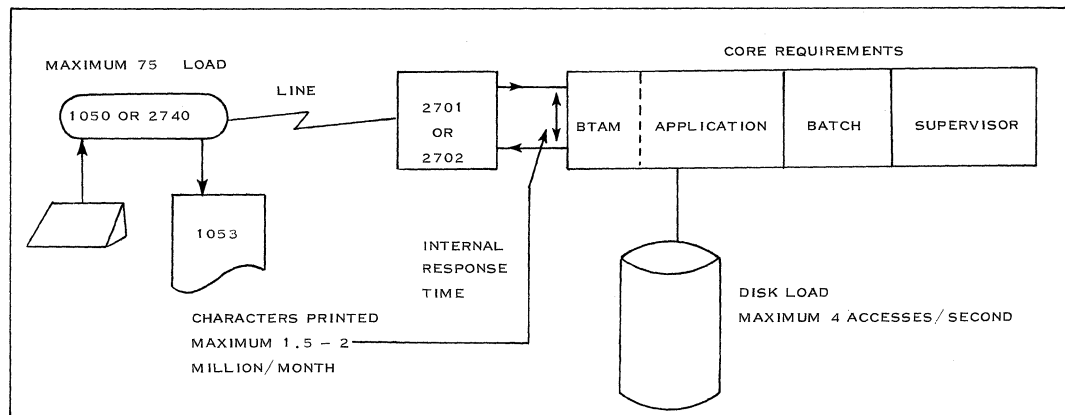 CORE REQUIREMENTS
MAXIMUM 75 LOAD
1050 OR 2740
LINE
2701
OR
2702
BTAM
APPLICATION
BATCH
SUPERVISOR
1053
INTERNAL
RESPONSE
TIME
CHARACTERS PRINTED
MAXIMUM 1.5 – 2
MILLION/MONTH
DISK LOAD
MAXIMUM 4 ACCESSES/SECOND